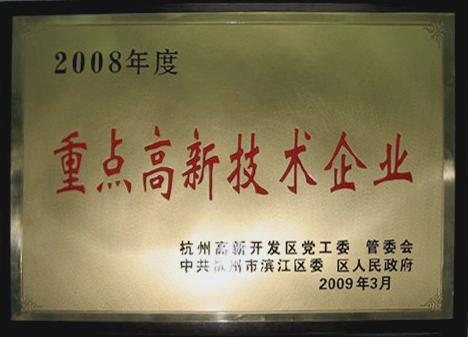 2008年度
重点高新技术企业
杭州高新开发区党工委 管委会
中共杭州市滨江区委 区人民政府
2009年3月